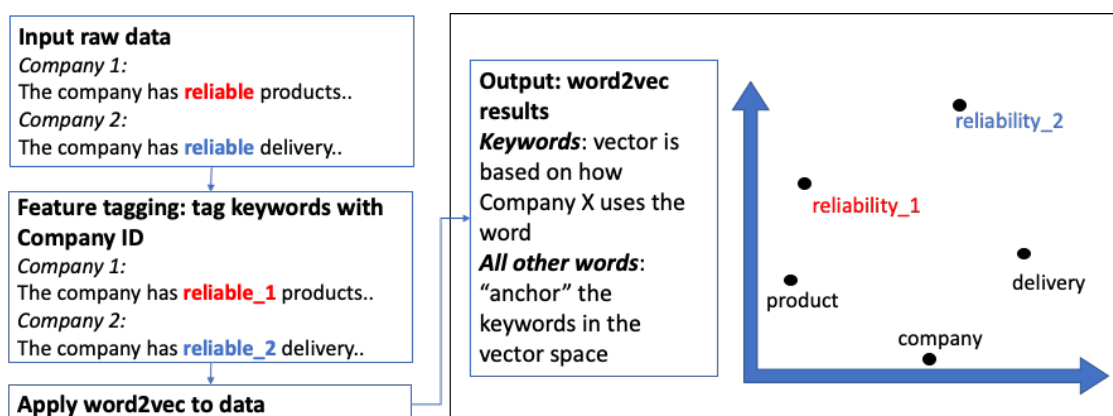 Input raw data
Company 1:
The company has reliable products..
Company 2:
The company has reliable delivery..
Feature tagging: tag keywords with
Company ID
Company 1:
The company has reliable_1 products..
Company 2:
The company has reliable_2 delivery..
Apply word2vec to data
Output: word2vec
results
Keywords: vector is
based on how
Company X uses the
word
All other words:
“anchor” the
keywords in the
vector space
reliability_2
reliability_1
delivery
product
company